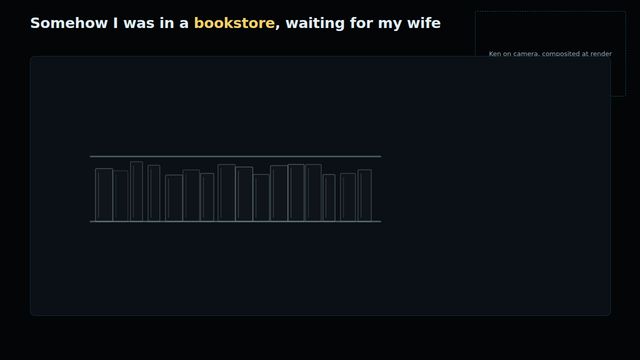 Somehow I was in a bookstore, waiting for my wife
Ken on camera, composited at render